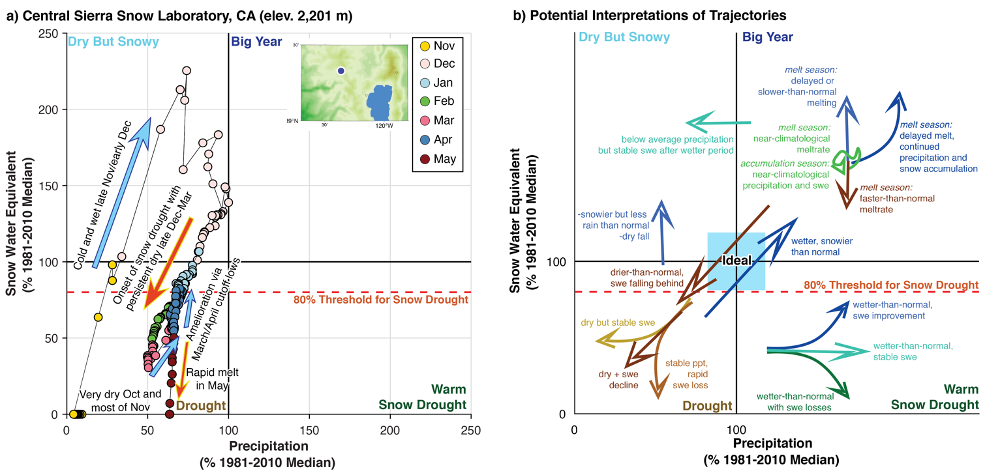 a) Central Sierra Snow Laboratory, CA (elev. 2,201 m)
250
200
150
100
50
0
Snow Water Equivalent
(% 1981-2010 Median)
Dry But Snowy
Big Year
30'
39°N
30'
120°W
Nov
Dec
Jan
Feb
Mar
Apr
May
Cold and wet late Nov/early Dec
Onset of snow drought with
persistent dry late Dec-Mar
Amelioration via
March/April cutoff lows
80% Threshold for Snow Drought
Rapid melt
in May
Very dry Oct and
most of Nov
Drought
Warm
Snow Drought
0
50
100
150
200
250
Precipitation
(% 1981-2010 Median)
b) Potential Interpretations of Trajectories
Snow Water Equivalent
(% 1981-2010 Median)
100
0
Dry But Snowy
Big Year
melt season:
delayed or
slower-than-normal
melting
melt season:
near-climatological
meltrate
accumulation season:
near-climatological
precipitation and swe
melt season:
delayed melt,
continued
precipitation and
snow accumulation
melt season:
faster-than-normal
meltrate
below average precipitation
but stable swe after wetter period
-snowier but less
rain than normal
-dry fall
Ideal
wetter, snowier
than normal
drier-than-normal,
swe falling behind
80% Threshold for Snow Drought
dry but stable swe
dry + swe
decline
stable ppt,
rapid
swe loss
wetter-than-normal,
swe improvement
wetter-than-normal,
stable swe
wetter-than-normal
with swe losses
Drought
Warm
Snow Drought
0
100
Precipitation
(% 1981-2010 Median)